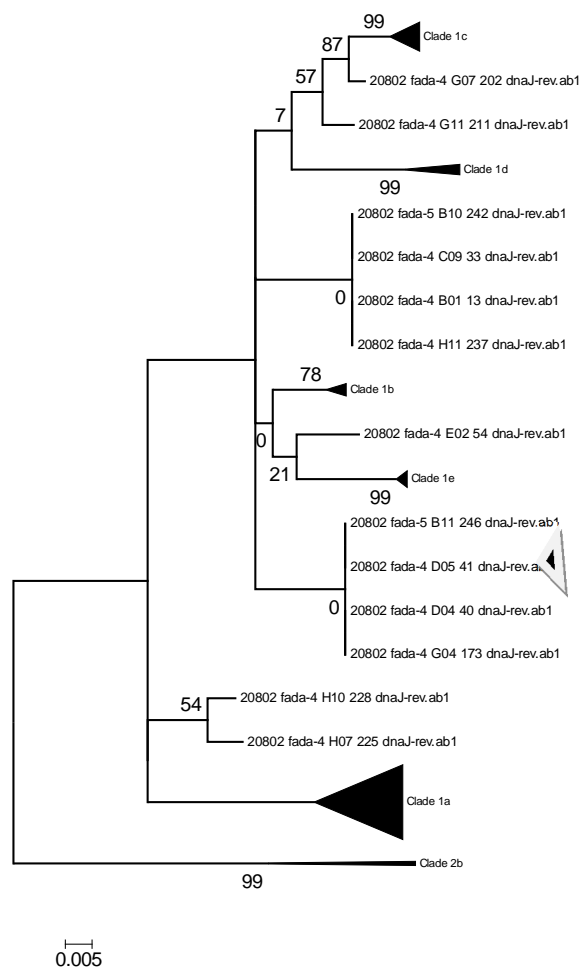 99
Clade 1c
87
20802 fada-4 G07 202 dnaJ-rev.ab1
57
20802 fada-4 G11 211 dnaJ-rev.ab1
7
Clade 1d
99
20802 fada-5 B10 242 dnaJ-rev.ab1
20802 fada-4 C09 33 dnaJ-rev.ab1
0
20802 fada-4 B01 13 dnaJ-rev.ab1
20802 fada-4 H11 237 dnaJ-rev.ab1
78
Clade 1b
0
20802 fada-4 E02 54 dnaJ-rev.ab1
21
Clade 1e
99
20802 fada-5 B11 246 dnaJ-rev.ab1
20802 fada-4 D05 41 dnaJ-rev.ab1
0
20802 fada-4 D04 40 dnaJ-rev.ab1
20802 fada-4 G04 173 dnaJ-rev.ab1
54
20802 fada-4 H10 228 dnaJ-rev.ab1
20802 fada-4 H07 225 dnaJ-rev.ab1
Clade 1a
Clade 2b
99
0.005